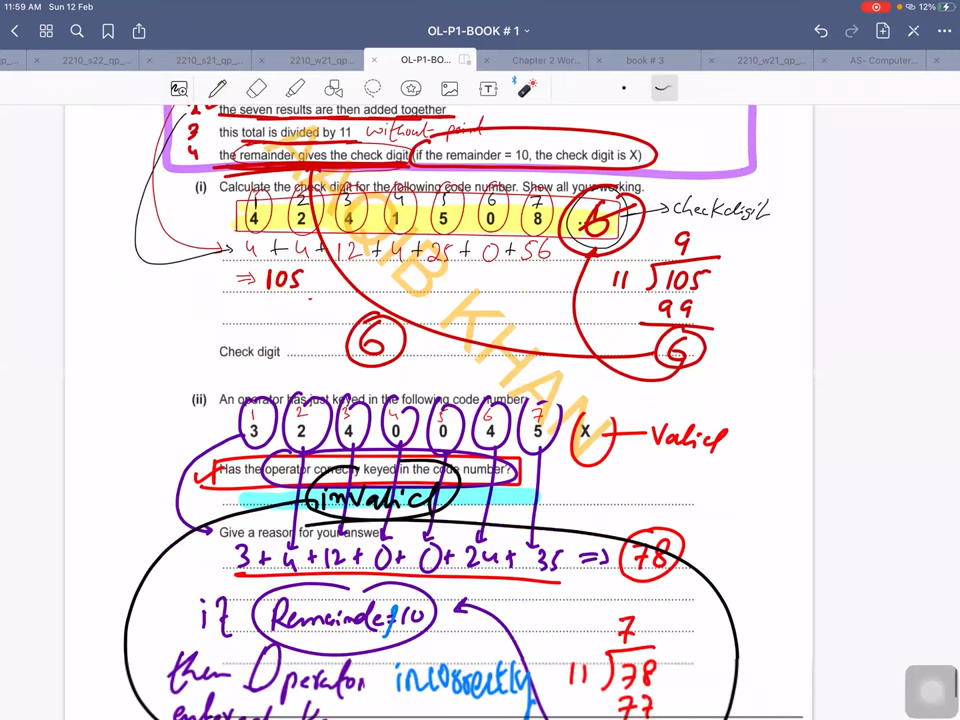 11:59 AM Sun 12 Feb
12%
OL-P1-BOOK # 1
2210_s22_qp_...
2210_s21_qp_...
2210_w21_qp_...
OL-P1-BO...
Chapter 2 Wor...
book # 3
2210_w21_qp_...
AS- Computer...
the seven results are then added together
3 this total is divided by 11 without point
4 the remainder gives the check digit (if the remainder = 10, the check digit is X)
(i) Calculate the check digit for the following code number. Show all your working.
1 2 3 4 5 6 7
4 2 4 1 5 0 8 6 checkdigit
4 + 4 + 12 + 4 + 25 + 0 + 56
⇒ 105
9
11 105
99
6
Check digit 6
(ii) An operator has just keyed in the following code number:
1 2 3 4 5 6 7
3 2 4 0 0 4 5 X Valid
Has the operator correctly keyed in the code number?
invalid
Give a reason for your answer
3 + 4 + 12 + 0 + 0 + 24 + 35 ⇒ 78
if Remainder ≠ 10
7
11 78
77
then Operator incorrectly
AQIB KHAN